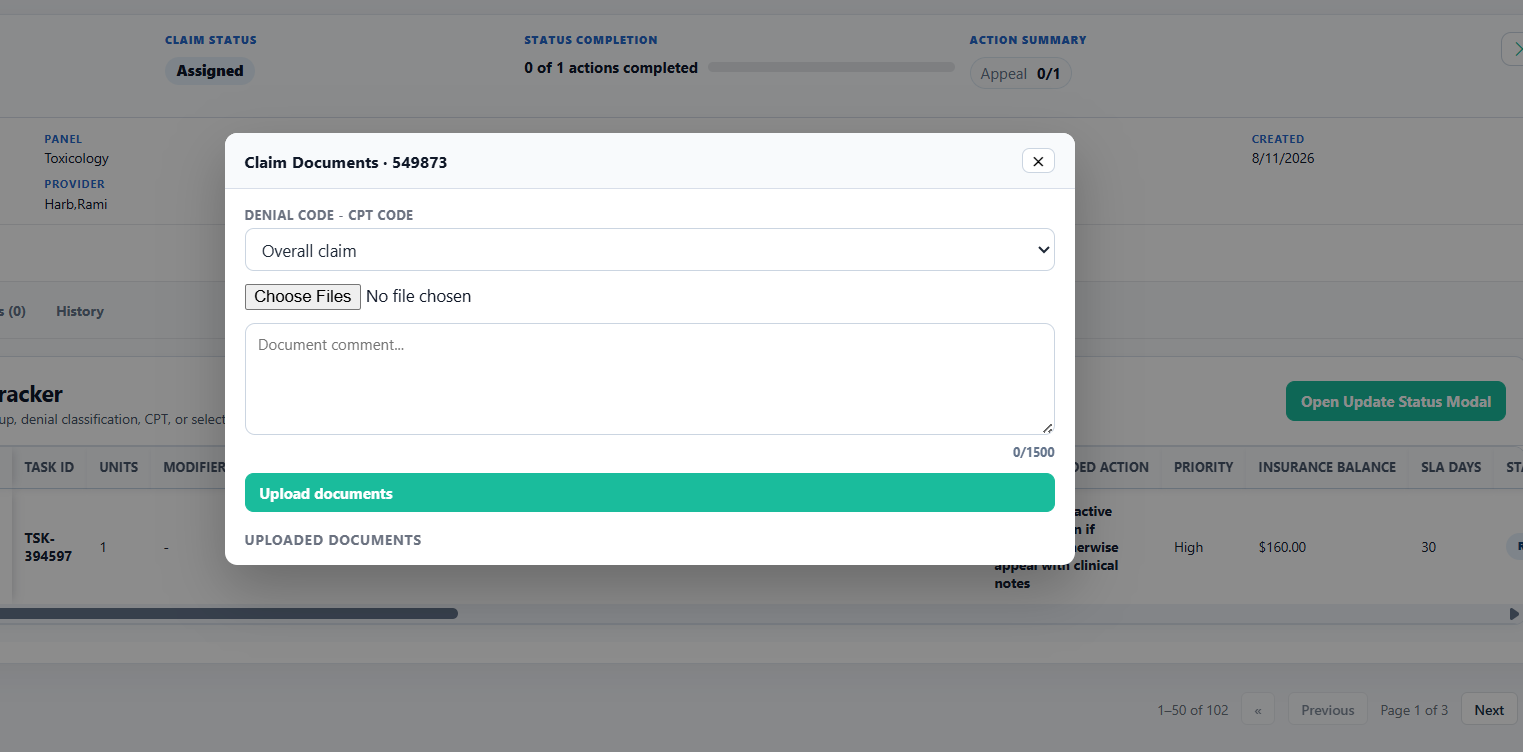 CLAIM STATUS
STATUS COMPLETION
ACTION SUMMARY
Assigned
0 of 1 actions completed
Appeal 0/1
PANEL
Toxicology
PROVIDER
Harb,Rami
CREATED
8/11/2026
Claim Documents · 549873
DENIAL CODE - CPT CODE
Overall claim
Choose Files No file chosen
Document comment...
0/1500
Upload documents
UPLOADED DOCUMENTS
s (0)
History
racker
up, denial classification, CPT, or select
Open Update Status Modal
TASK ID UNITS MODIFIER DED ACTION PRIORITY INSURANCE BALANCE SLA DAYS STA
TSK-
394597
1
-
active
n if
herwise
appeal with clinical
notes
High
$160.00
30
1–50 of 102 « Previous Page 1 of 3 Next